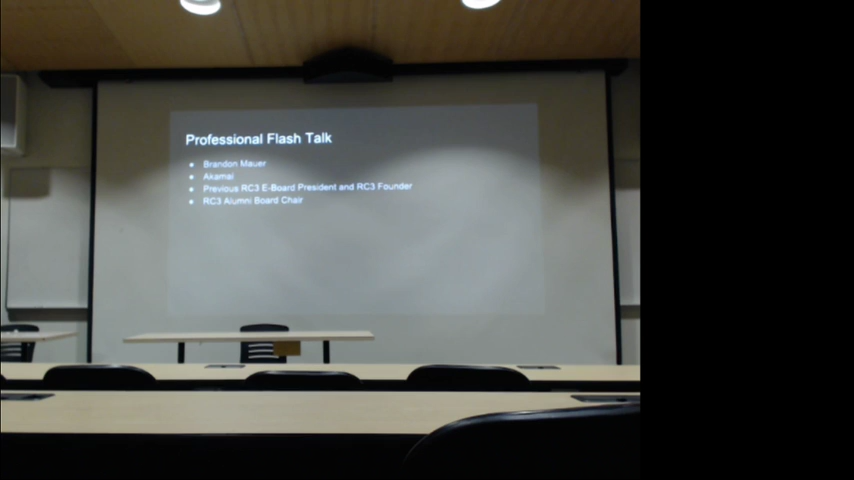 Professional Flash Talk
Brandon Mauer
Akamai
Previous RC3 E-Board President and RC3 Founder
RC3 Alumni Board Chair